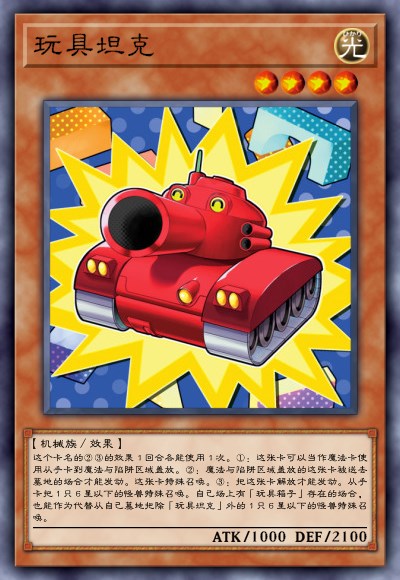 玩具坦克
光
【机械族／效果】
这个卡名的②③的效果1回合各能使用1次。①：这张卡可以当作魔法卡使用从手卡到魔法与陷阱区域盖放。②：魔法与陷阱区域盖放的这张卡被送去墓地的场合才能发动。这张卡特殊召唤。③：把这张卡解放才能发动。从手卡把1只6星以下的怪兽特殊召唤。自己场上有「玩具箱子」存在的场合，也能作为代替从自己墓地把除「玩具坦克」外的1只6星以下的怪兽特殊召唤。
ATK/1000 DEF/2100